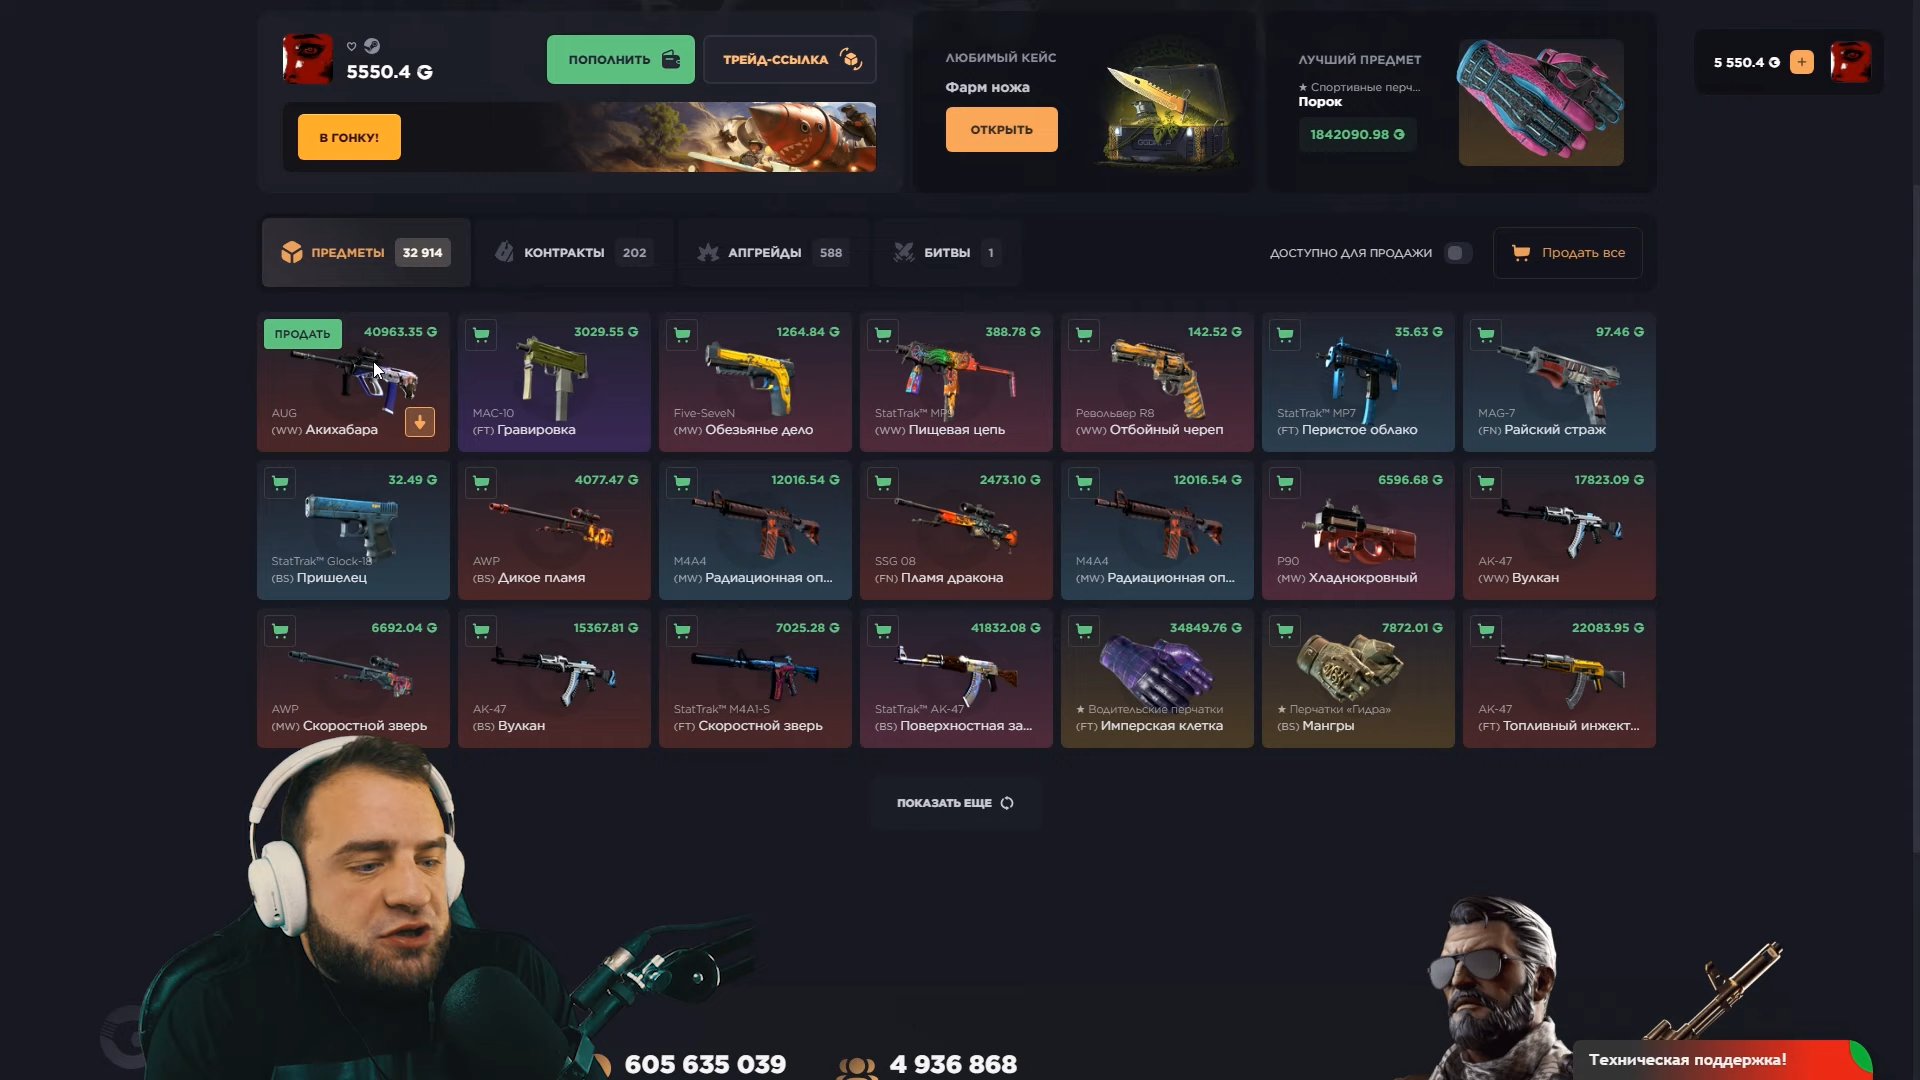 5550.4 G
ПОПОЛНИТЬ
ТРЕЙД-ССЫЛКА
В ГОНКУ!
ЛЮБИМЫЙ КЕЙС
Фарм ножа
ОТКРЫТЬ
ЛУЧШИЙ ПРЕДМЕТ
★ Спортивные перч...
Порок
1842090.98 G
5 550.4 G
+
ПРЕДМЕТЫ 32 914
КОНТРАКТЫ 202
АПГРЕЙДЫ 588
БИТВЫ 1
ДОСТУПНО ДЛЯ ПРОДАЖИ
Продать все
ПРОДАТЬ 40963.35 G
AUG
(WW) Акихабара
3029.55 G
MAC-10
(FT) Гравировка
1264.84 G
Five-SeveN
(MW) Обезьянье дело
388.78 G
StatTrak™ MP9
(WW) Пищевая цепь
142.52 G
Револьвер R8
(WW) Отбойный череп
35.63 G
StatTrak™ MP7
(FT) Перистое облако
97.46 G
MAG-7
(FN) Райский страж
32.49 G
StatTrak™ Glock-18
(BS) Пришелец
4077.47 G
AWP
(BS) Дикое пламя
12016.54 G
M4A4
(MW) Радиационная оп...
2473.10 G
SSG 08
(FN) Пламя дракона
12016.54 G
M4A4
(MW) Радиационная оп...
6596.68 G
P90
(MW) Хладнокровный
17823.09 G
AK-47
(WW) Вулкан
6692.04 G
AWP
(MW) Скоростной зверь
15367.81 G
AK-47
(BS) Вулкан
7025.28 G
StatTrak™ M4A1-S
(FT) Скоростной зверь
41832.08 G
StatTrak™ AK-47
(BS) Поверхностная за...
34849.76 G
★ Водительские перчатки
(FT) Имперская клетка
7872.01 G
★ Перчатки «Гидра»
(BS) Мангры
22083.95 G
AK-47
(FT) Топливный инжект...
ПОКАЗАТЬ ЕЩЕ
605 635 039
4 936 868
Техническая поддержка!